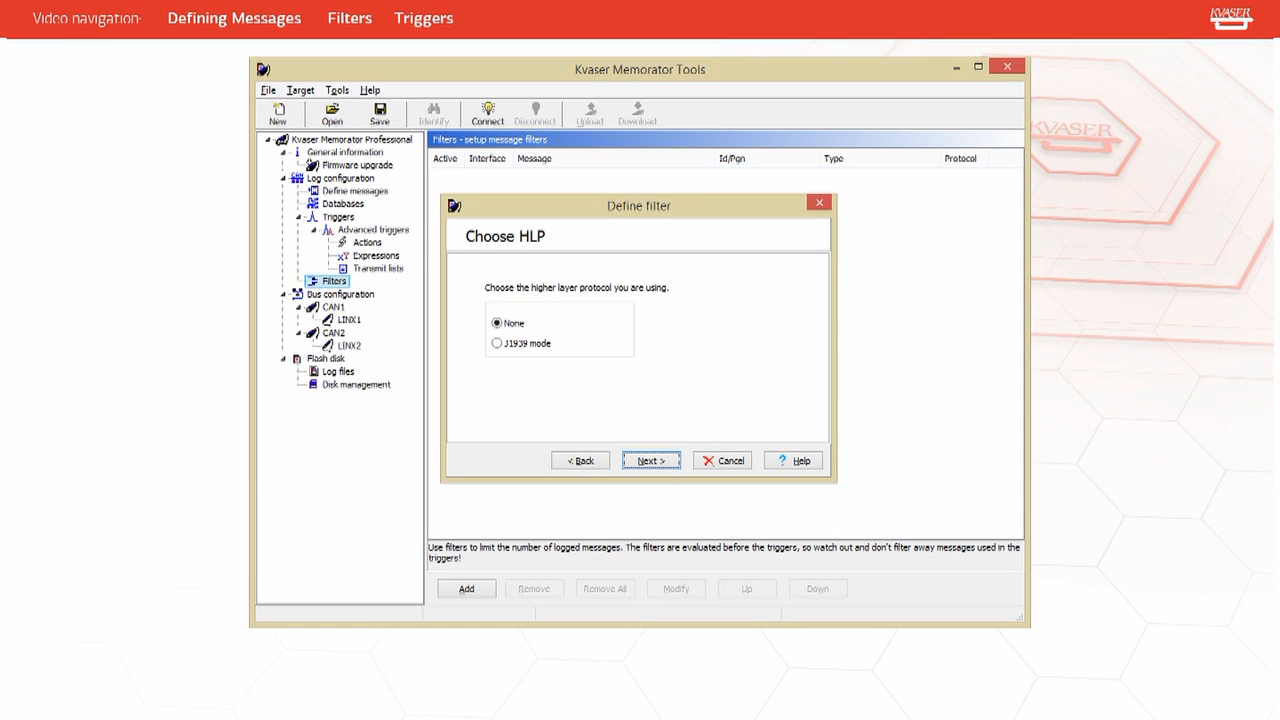 Video navigation: Defining Messages Filters Triggers KVASER
Kvaser Memorator Tools
File Target Tools Help
New Open Save Identify Connect Disconnect Upload Download
Kvaser Memorator Professional
General information
Firmware upgrade
Log configuration
Define messages
Databases
Triggers
Advanced triggers
Actions
Expressions
Transmit lists
Filters
Bus configuration
CAN1
LINX1
CAN2
LINX2
Flash disk
Log files
Disk management
Filters - setup message filters
Active Interface Message Id/Pgn Type Protocol
Define filter
Choose HLP
Choose the higher layer protocol you are using.
None
J1939 mode
< Back Next > Cancel Help
Use filters to limit the number of logged messages. The filters are evaluated before the triggers, so watch out and don't filter away messages used in the
triggers!
Add Remove Remove All Modify Up Down
KVASER